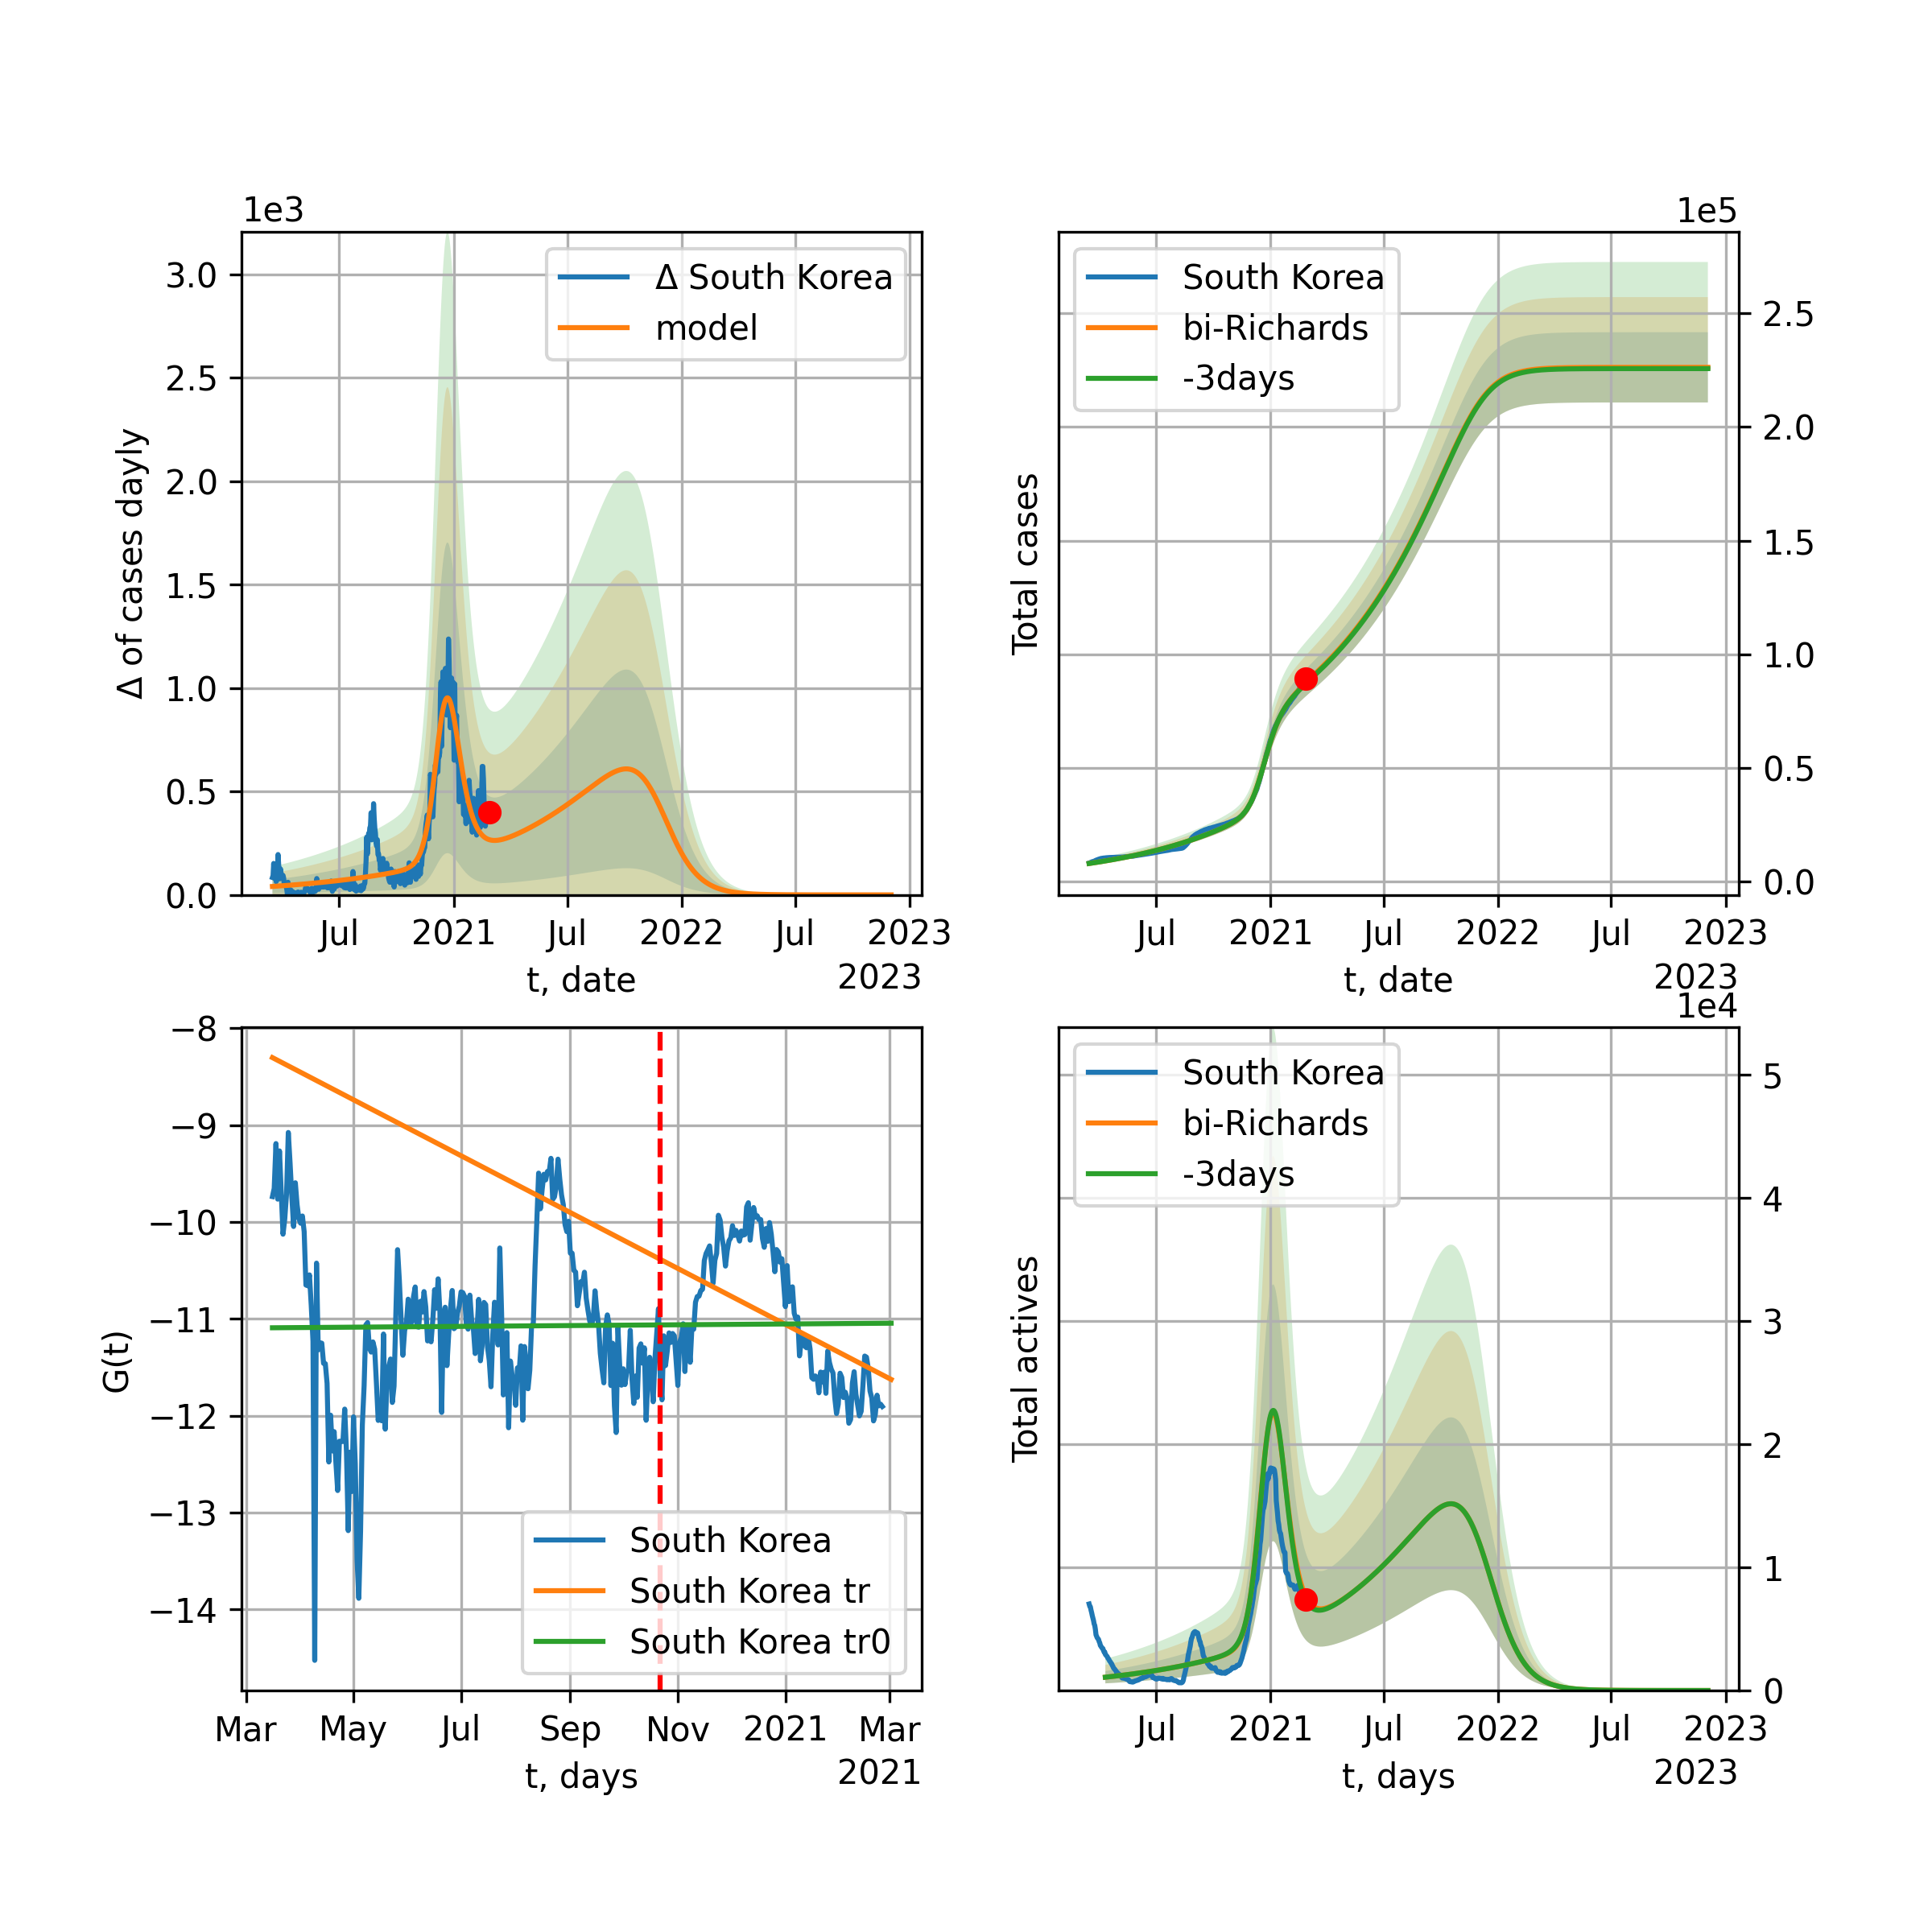 1e3
3.0
2.5
2.0
1.5
1.0
0.5
0.0
Δ of cases dayly
Δ South Korea
model
Jul
2021
Jul
2022
Jul
2023
t, date
2023
1e5
Total cases
South Korea
bi-Richards
-3days
2.5
2.0
1.5
1.0
0.5
0.0
Jul
2021
Jul
2022
Jul
2023
t, date
2023
−8
−9
−10
−11
−12
−13
−14
G(t)
South Korea
South Korea tr
South Korea tr0
Mar
May
Jul
Sep
Nov
2021
Mar
t, days
2021
1e4
Total actives
South Korea
bi-Richards
-3days
5
4
3
2
1
0
Jul
2021
Jul
2022
Jul
2023
t, days
2023